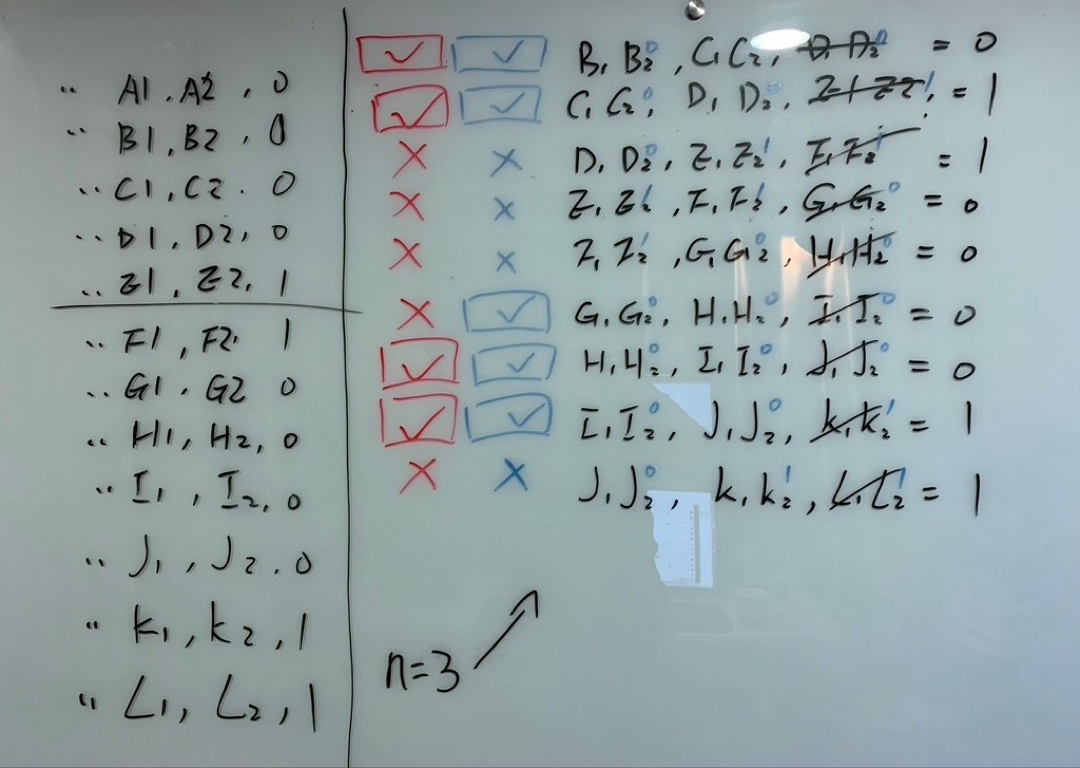 " A1, A2, 0
" B1, B2, 0
" C1, C2. 0
" D1, D2, 0
" Z1, Z2, 1
" F1, F2. 1
" G1. G2 0
" H1, H2, 0
" I1, I2, 0
" J1, J2. 0
" K1, K2, 1
" L1, L2, 1
✓ ✓ B1 B2 0, C1 C2, D1 D2 0 = 0
✓ ✓ C1 C2 0, D1 D2 0, Z1 Z2 1, = 1
✗ ✗ D1 D2 0, Z1 Z2 1, F1 F2 1 = 1
✗ ✗ Z1 Z2 1, F1 F2 1, G1 G2 0 = 0
✗ ✗ Z1 Z2 1, G1 G2 0, H1 H2 0 = 0
✗ ✓ G1 G2 0, H1 H2 0, I1 I2 0 = 0
✓ ✓ H1 H2 0, I1 I2 0, J1 J2 0 = 0
✓ ✓ I1 I2 0, J1 J2 0, K1 K2 1 = 1
✗ ✗ J1 J2 0, K1 K2 1, L1 L2 1 = 1
n=3